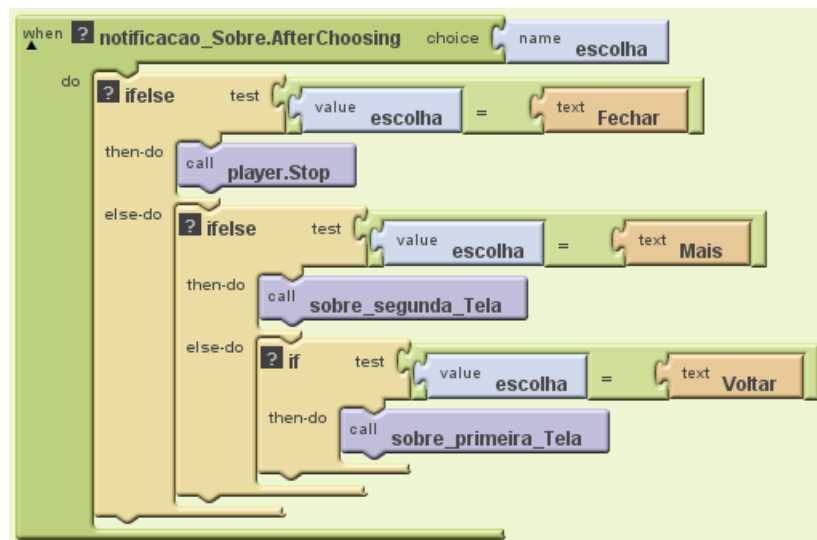 when ? notificacao_Sobre.AfterChoosing choice name escolha
do ? ifelse test value escolha = text Fechar
then-do call player.Stop
else-do ? ifelse test value escolha = text Mais
then-do call sobre_segunda_Tela
else-do ? if test value escolha = text Voltar
then-do call sobre_primeira_Tela